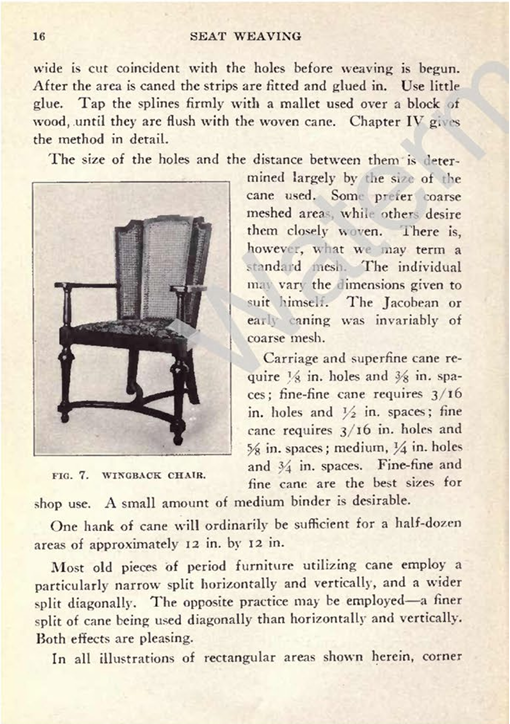 16 SEAT WEAVING
wide is cut coincident with the holes before weaving is begun.
After the area is caned the strips are fitted and glued in. Use little
glue. Tap the splines firmly with a mallet used over a block of
wood, until they are flush with the woven cane. Chapter IV gives
the method in detail.
The size of the holes and the distance between them is deter-
mined largely by the size of the
cane used. Some prefer coarse
meshed areas, while others desire
them closely woven. There is,
however, what we may term a
standard mesh. The individual
may vary the dimensions given to
suit himself. The Jacobean or
early caning was invariably of
coarse mesh.
Carriage and superfine cane re-
quire ⅛ in. holes and ⅜ in. spa-
ces; fine-fine cane requires 3/16
in. holes and ½ in. spaces; fine
cane requires 3/16 in. holes and
⅝ in. spaces; medium, ¼ in. holes
and ¾ in. spaces. Fine-fine and
fine cane are the best sizes for
FIG. 7. WINGBACK CHAIR.
shop use. A small amount of medium binder is desirable.
One hank of cane will ordinarily be sufficient for a half-dozen
areas of approximately 12 in. by 12 in.
Most old pieces of period furniture utilizing cane employ a
particularly narrow split horizontally and vertically, and a wider
split diagonally. The opposite practice may be employed—a finer
split of cane being used diagonally than horizontally and vertically.
Both effects are pleasing.
In all illustrations of rectangular areas shown herein, corner
Waterm